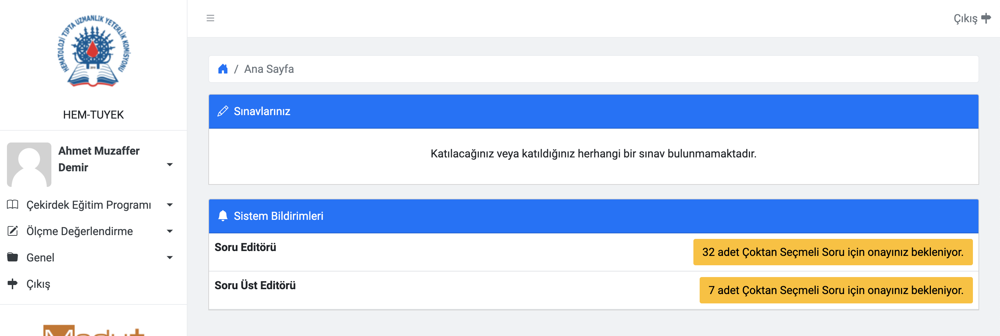 HEMATOLOJİ TIPTA UZMANLIK YETERLİK KOMİSYONU
HEM-TUYEK
Ahmet Muzaffer
Demir
Çekirdek Eğitim Programı
Ölçme Değerlendirme
Genel
Çıkış
Çıkış
/ Ana Sayfa
Sınavlarınız
Katılacağınız veya katıldığınız herhangi bir sınav bulunmamaktadır.
Sistem Bildirimleri
Soru Editörü
32 adet Çoktan Seçmeli Soru için onayınız bekleniyor.
Soru Üst Editörü
7 adet Çoktan Seçmeli Soru için onayınız bekleniyor.